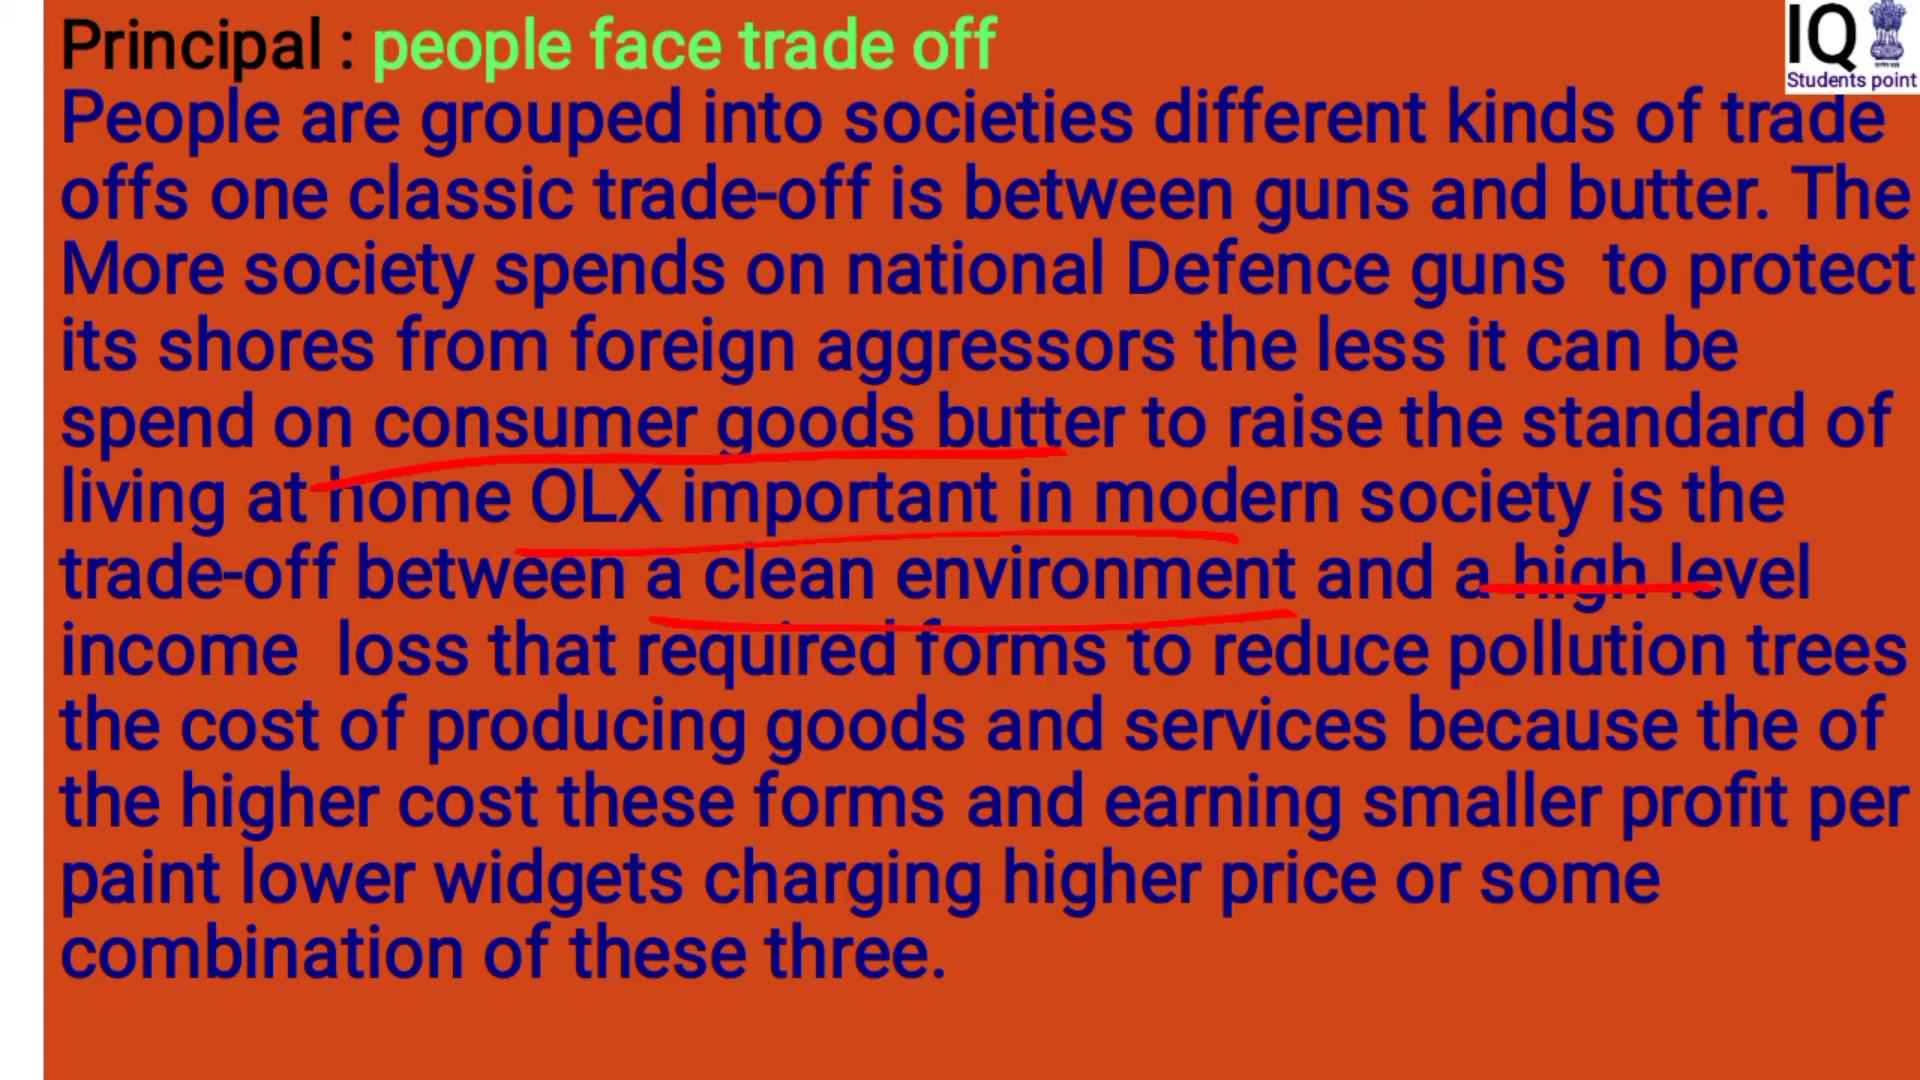 Principal : people face trade off
IQ
Students point
People are grouped into societies different kinds of trade
offs one classic trade-off is between guns and butter. The
More society spends on national Defence guns  to protect
its shores from foreign aggressors the less it can be
spend on consumer goods butter to raise the standard of
living at home OLX important in modern society is the
trade-off between a clean environment and a high level
income  loss that required forms to reduce pollution trees
the cost of producing goods and services because the of
the higher cost these forms and earning smaller profit per
paint lower widgets charging higher price or some
combination of these three.